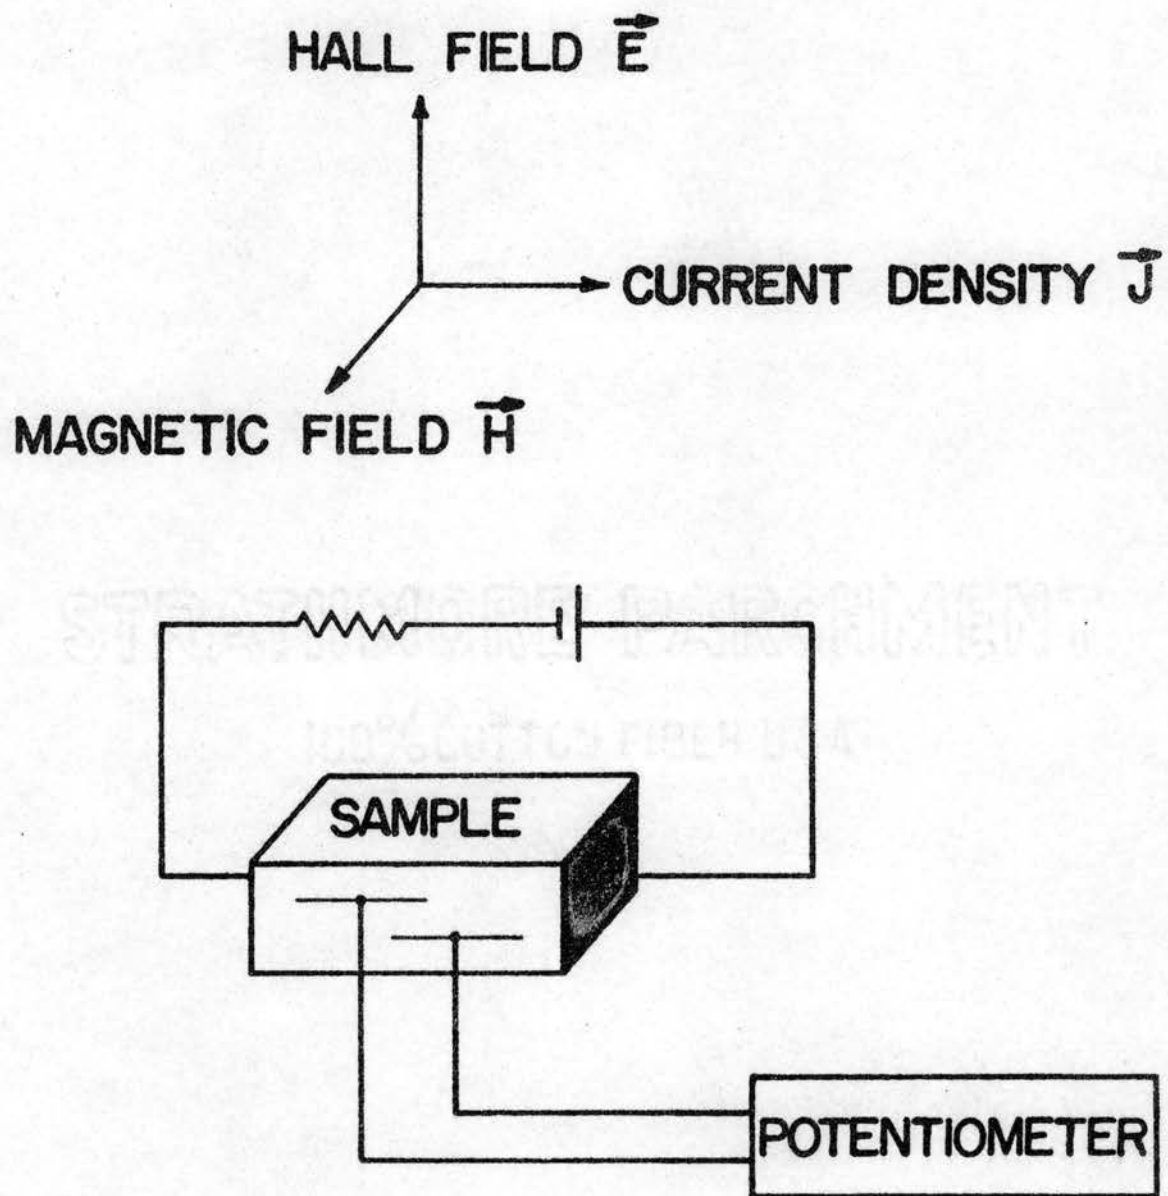 HALL FIELD E
CURRENT DENSITY J
MAGNETIC FIELD H
SAMPLE
POTENTIOMETER